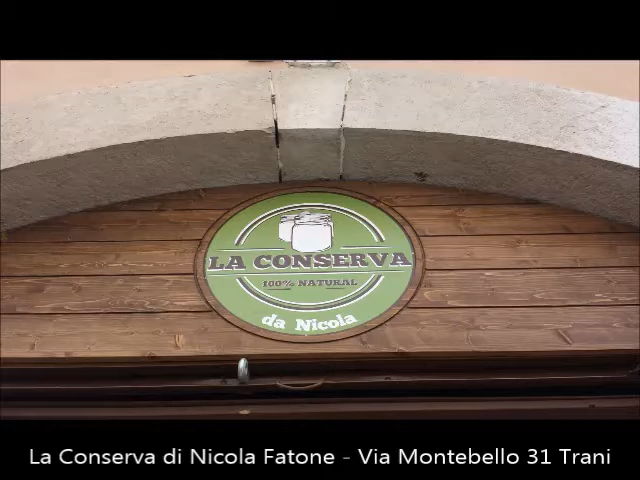 LA CONSERVA
100% NATURAL
da Nicola
La Conserva di Nicola Fatone - Via Montebello 31 Trani